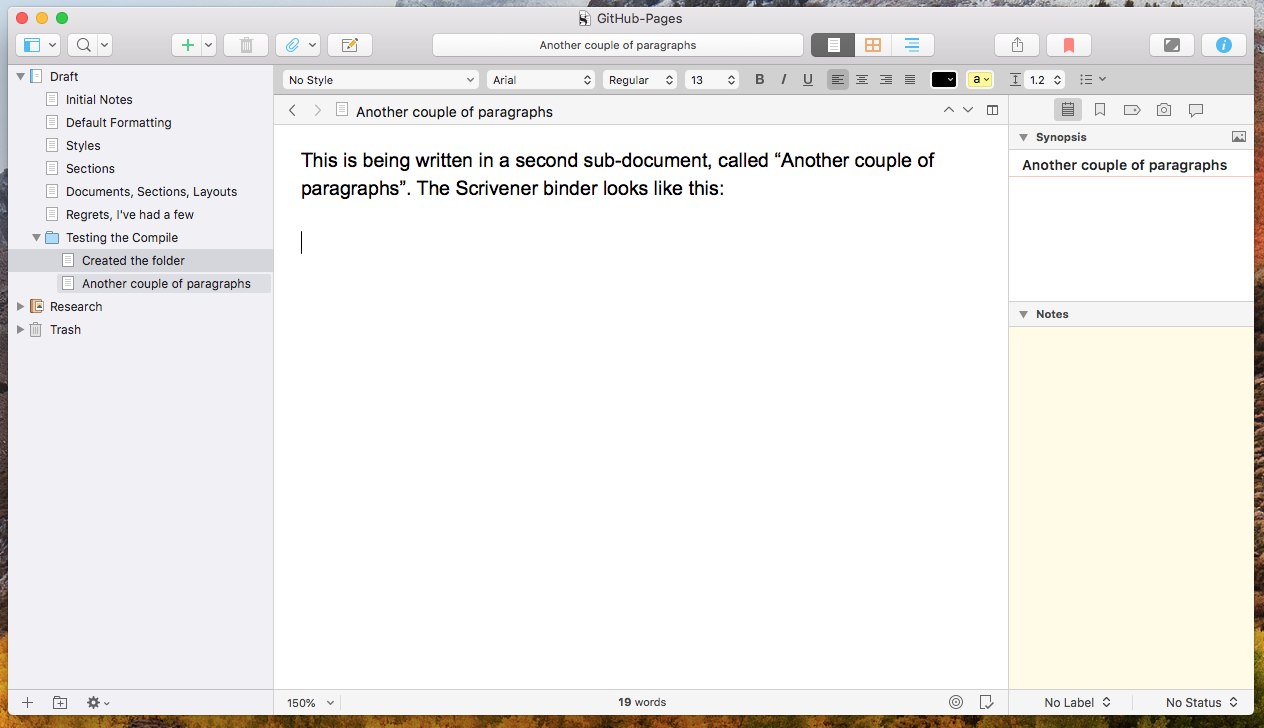 GitHub-Pages
Another couple of paragraphs
Draft
Initial Notes
Default Formatting
Styles
Sections
Documents, Sections, Layouts
Regrets, I've had a few
Testing the Compile
Created the folder
Another couple of paragraphs
Research
Trash
No Style Arial Regular 13 B I U a 1.2
Another couple of paragraphs
This is being written in a second sub-document, called “Another couple of
paragraphs”. The Scrivener binder looks like this:
Synopsis
Another couple of paragraphs
Notes
150% 19 words No Label No Status